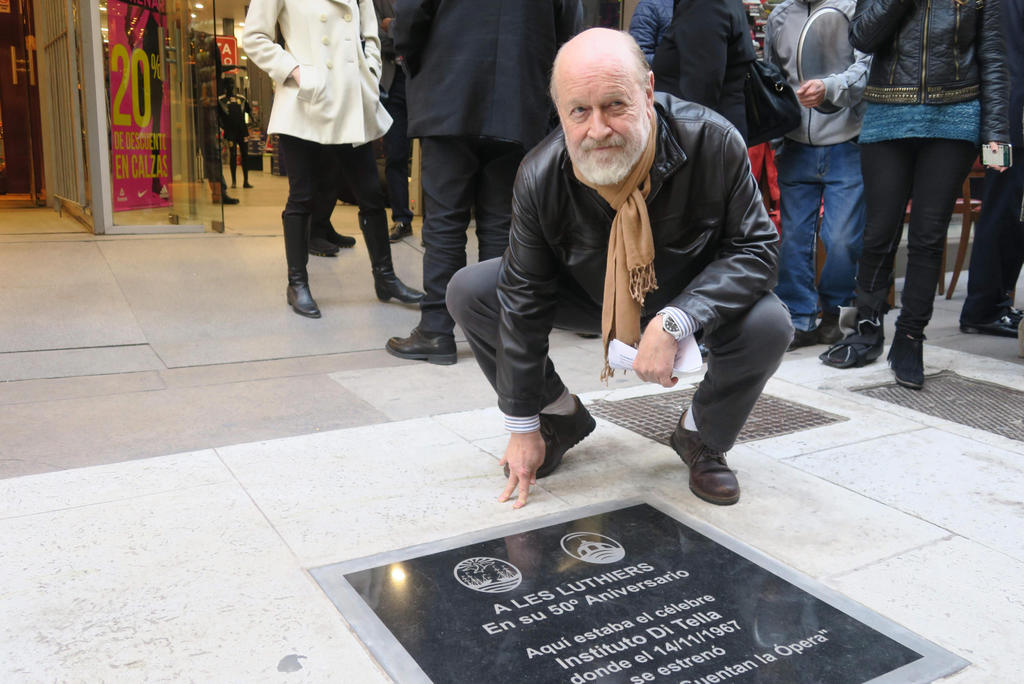 20%
DE DESCUENTO
EN CALZAS
A LES LUTHIERS
En su 50º Aniversario
Aquí estaba el célebre
Instituto Di Tella
donde el 14/11/1967
se estrenó
Cuentan la Ópera"